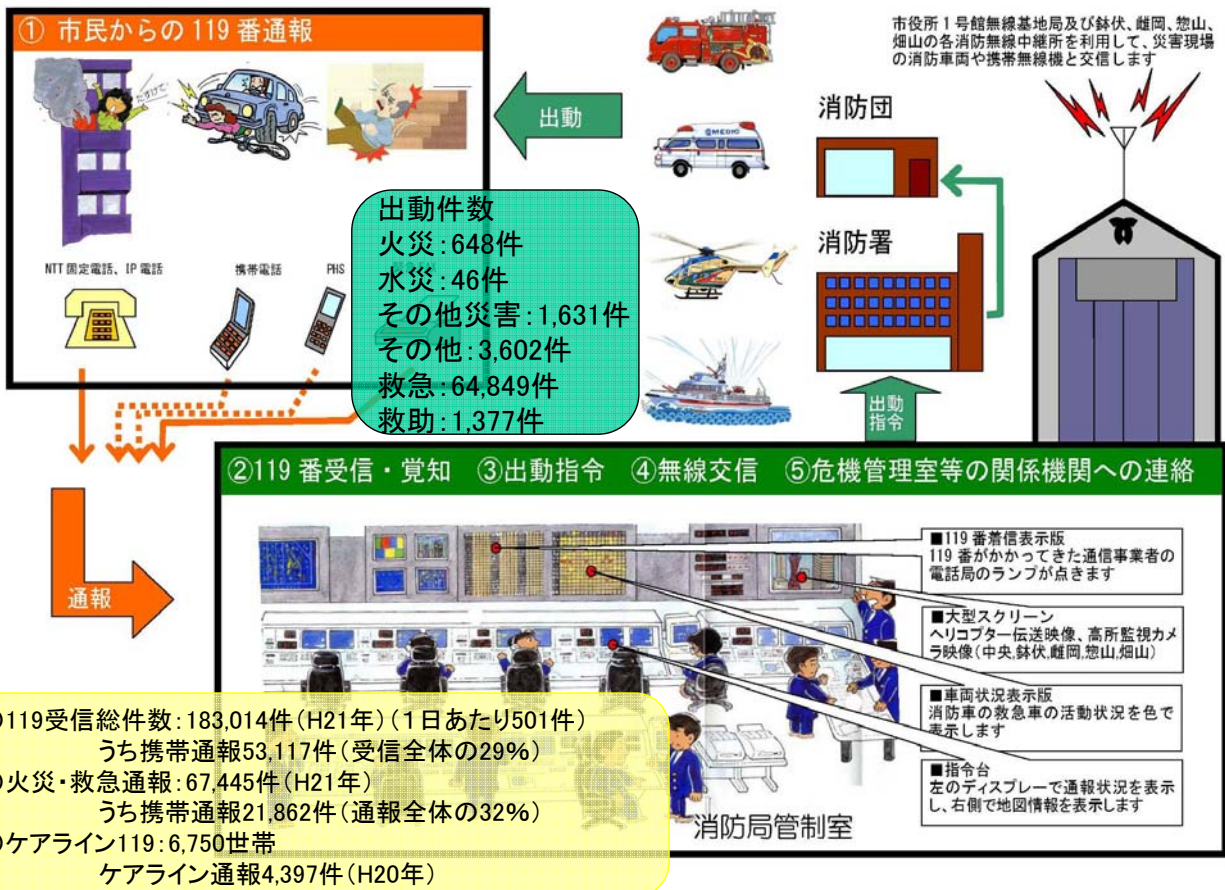 ① 市民からの 119 番通報
たすけて
NTT 固定電話、IP 電話
携帯電話
PHS
出動件数
火災:648件
水災:46件
その他災害:1,631件
その他:3,602件
救急:64,849件
救助:1,377件
出動
MEDIC
市役所1号館無線基地局及び鉢伏、雌岡、惣山、
畑山の各消防無線中継所を利用して、災害現場
の消防車両や携帯無線機と交信します
消防団
消防署
出動
指令
通報
②119 番受信・覚知 ③出動指令 ④無線交信 ⑤危機管理室等の関係機関への連絡
■119 番着信表示版
119 番がかかってきた通信事業者の
電話局のランプが点きます
■大型スクリーン
ヘリコプター伝送映像、高所監視カメ
ラ映像(中央,鉢伏,雌岡,惣山,畑山)
■車両状況表示版
消防車の救急車の活動状況を色で
表示します
■指令台
左のディスプレーで通報状況を表示
し、右側で地図情報を表示します
消防局管制室
119受信総件数:183,014件(H21年)(1日あたり501件)
うち携帯通報53,117件(受信全体の29%)
火災・救急通報:67,445件(H21年)
うち携帯通報21,862件(通報全体の32%)
ケアライン119:6,750世帯
ケアライン通報4,397件(H20年)